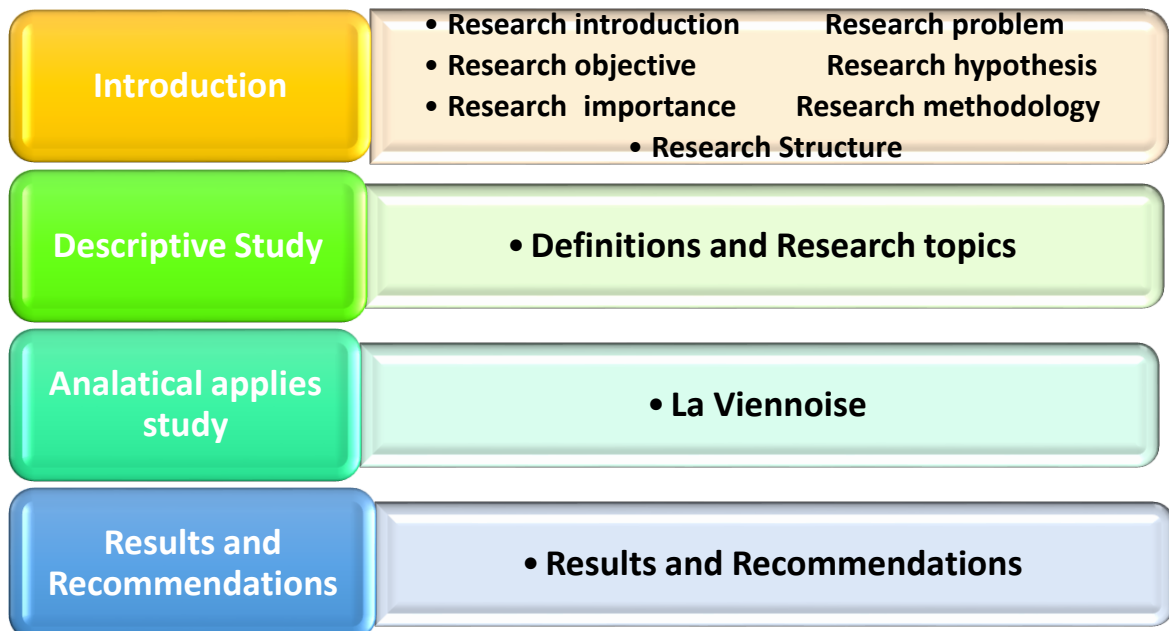 Introduction
• Research introduction Research problem
• Research objective Research hypothesis
• Research importance Research methodology
• Research Structure
Descriptive Study
• Definitions and Research topics
Analatical applies
study
• La Viennoise
Results and
Recommendations
• Results and Recommendations